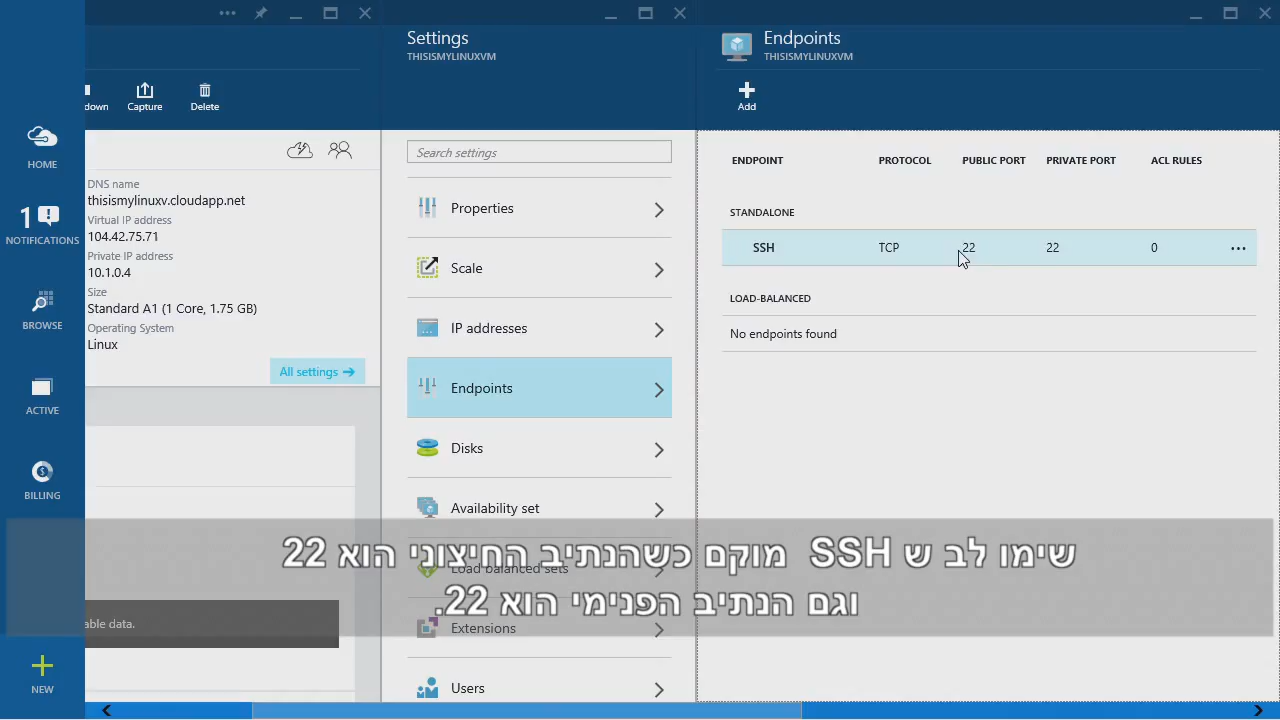 HOME
1
NOTIFICATIONS
BROWSE
ACTIVE
BILLING
NEW
down
Capture
Delete
DNS name
thisismylinuxv.cloudapp.net
Virtual IP address
104.42.75.71
Private IP address
10.1.0.4
Size
Standard A1 (1 Core, 1.75 GB)
Operating System
Linux
All settings
able data.
Settings
THISISMYLINUXVM
Search settings
Properties
Scale
IP addresses
Endpoints
Disks
Availability set
Load balanced sets
Extensions
Users
Endpoints
THISISMYLINUXVM
Add
ENDPOINT PROTOCOL PUBLIC PORT PRIVATE PORT ACL RULES
STANDALONE
SSH TCP 22 22 0
LOAD-BALANCED
No endpoints found
שימו לב ש SSH מוקם כשהנתיב החיצוני הוא 22
וגם הנתיב הפנימי הוא 22.